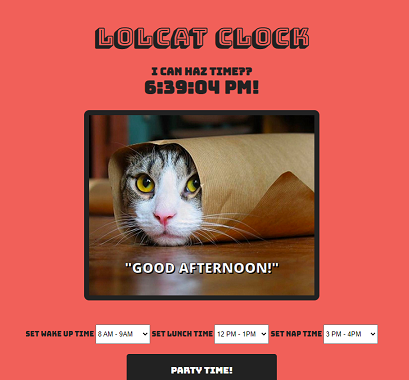 LOLCAT CLOCK
I CAN HAZ TIME??
6:39:04 PM!
"GOOD AFTERNOON!"
SET WAKE UP TIME 8 AM - 9AM SET LUNCH TIME 12 PM - 1PM SET NAP TIME 3 PM - 4PM
PARTY TIME!